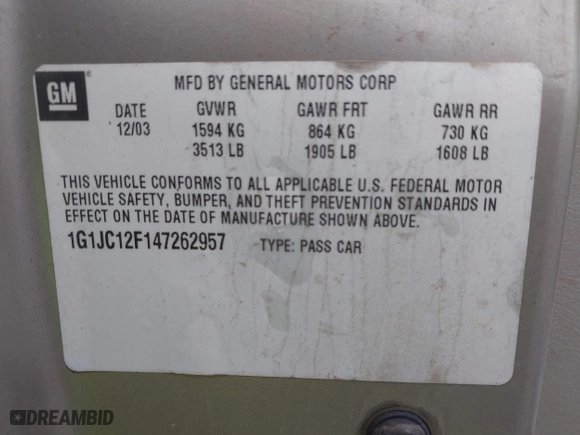 GM
MFD BY GENERAL MOTORS CORP
DATE GVWR GAWR FRT GAWR RR
12/03 1594 KG 864 KG 730 KG
3513 LB 1905 LB 1608 LB
THIS VEHICLE CONFORMS TO ALL APPLICABLE U.S. FEDERAL MOTOR
VEHICLE SAFETY, BUMPER, AND THEFT PREVENTION STANDARDS IN
EFFECT ON THE DATE OF MANUFACTURE SHOWN ABOVE.
1G1JC12F147262957 TYPE: PASS CAR
DREAMBID